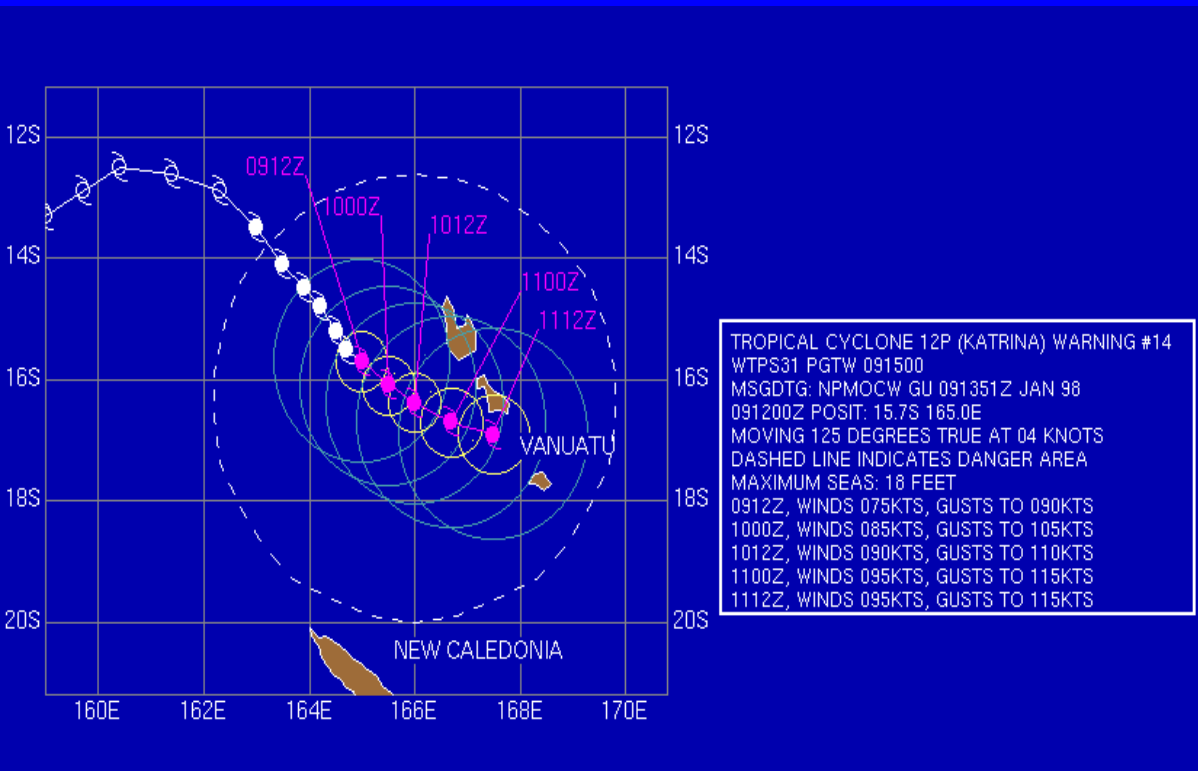 12S
12S
0912Z
1000Z
1012Z
14S
14S
1100Z
1112Z
16S
16S
VANUATU
18S
18S
20S
20S
NEW CALEDONIA
160E
162E
164E
166E
168E
170E
TROPICAL CYCLONE 12P (KATRINA) WARNING #14
WTPS31 PGTW 091500
MSGDTG: NPMOCW GU 091351Z JAN 98
091200Z POSIT: 15.7S 165.0E
MOVING 125 DEGREES TRUE AT 04 KNOTS
DASHED LINE INDICATES DANGER AREA
MAXIMUM SEAS: 18 FEET
0912Z, WINDS 075KTS, GUSTS TO 090KTS
1000Z, WINDS 085KTS, GUSTS TO 105KTS
1012Z, WINDS 090KTS, GUSTS TO 110KTS
1100Z, WINDS 095KTS, GUSTS TO 115KTS
1112Z, WINDS 095KTS, GUSTS TO 115KTS